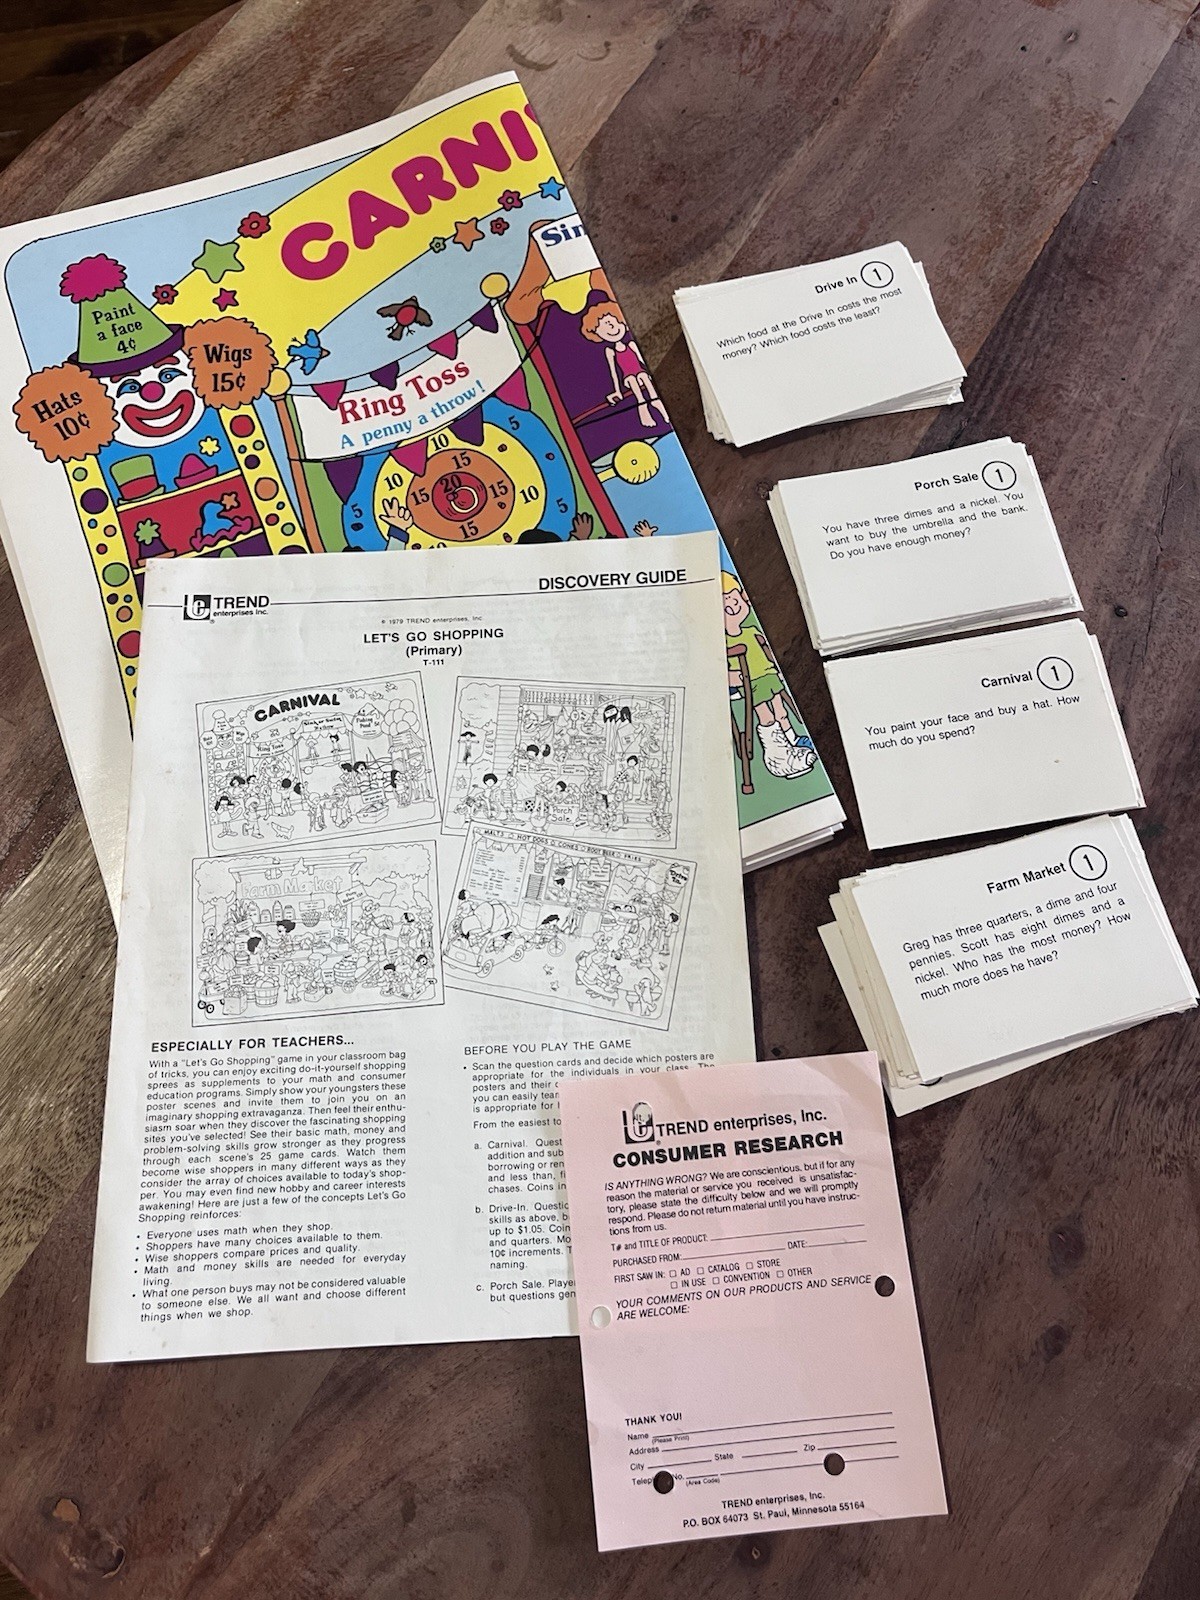 CARNI
Sin
Paint
a face
4¢
Hats
10¢
Wigs
15¢
Ring Toss
A penny a throw!
5
10
15
10
20
15
15
10
5
5
15
Drive In 1
Which food at the Drive In costs the most
money? Which food costs the least?
Porch Sale 1
You have three dimes and a nickel. You
want to buy the umbrella and the bank.
Do you have enough money?
Carnival 1
You paint your face and buy a hat. How
much do you spend?
Farm Market 1
Greg has three quarters, a dime and four
pennies. Scott has eight dimes and a
nickel. Who has the most money? How
much more does he have?
TREND
enterprises Inc.
DISCOVERY GUIDE
© 1979 TREND enterprises, Inc.
LET'S GO SHOPPING
(Primary)
T-111
CARNIVAL
Ring Toss
Porch
Sale
Farm Market
MALTS HOT DOGS CONES ROOT BEER FRIES
Drive
In
ESPECIALLY FOR TEACHERS...
With a "Let's Go Shopping" game in your classroom bag
of tricks, you can enjoy exciting do-it-yourself shopping
sprees as supplements to your math and consumer
education programs. Simply show your youngsters these
poster scenes and invite them to join you on an
imaginary shopping extravaganza. Then feel their enthu-
siasm soar when they discover the fascinating shopping
sites you've selected! See their basic math, money and
problem-solving skills grow stronger as they progress
through each scene's 25 game cards. Watch them
become wise shoppers in many different ways as they
consider the array of choices available to today's shop-
per. You may even find new hobby and career interests
awakening! Here are just a few of the concepts Let's Go
Shopping reinforces:
• Everyone uses math when they shop.
• Shoppers have many choices available to them.
• Wise shoppers compare prices and quality.
• Math and money skills are needed for everyday
living.
• What one person buys may not be considered valuable
to someone else. We all want and choose different
things when we shop.
BEFORE YOU PLAY THE GAME
• Scan the question cards and decide which posters are
appropriate for the individuals in your class. The
posters and their
you can easily
is appropriate for
From the easiest to
a. Carnival.
addition and
borrowing or
and less than,
chases. Coins in
b. Drive-In.
skills as above,
up to $1.05.
and quarters.
10¢ increments.
naming.
c. Porch Sale.
but questions
TREND enterprises, Inc.
CONSUMER RESEARCH
IS ANYTHING WRONG? We are conscientious, but if for any
reason the material or service you received is unsatisfac-
tory, please state the difficulty below and we will promptly
respond. Please do not return material until you have instruc-
tions from us.
T# and TITLE OF PRODUCT:
PURCHASED FROM: DATE:
FIRST SAW IN: □ AD □ CATALOG □ STORE
□ IN USE □ CONVENTION □ OTHER
YOUR COMMENTS ON OUR PRODUCTS AND SERVICE
ARE WELCOME:
THANK YOU!
Name
(Please Print)
Address
City State Zip
No.
(Area Code)
TREND enterprises, Inc.
P.O. BOX 64073 St. Paul, Minnesota 55164